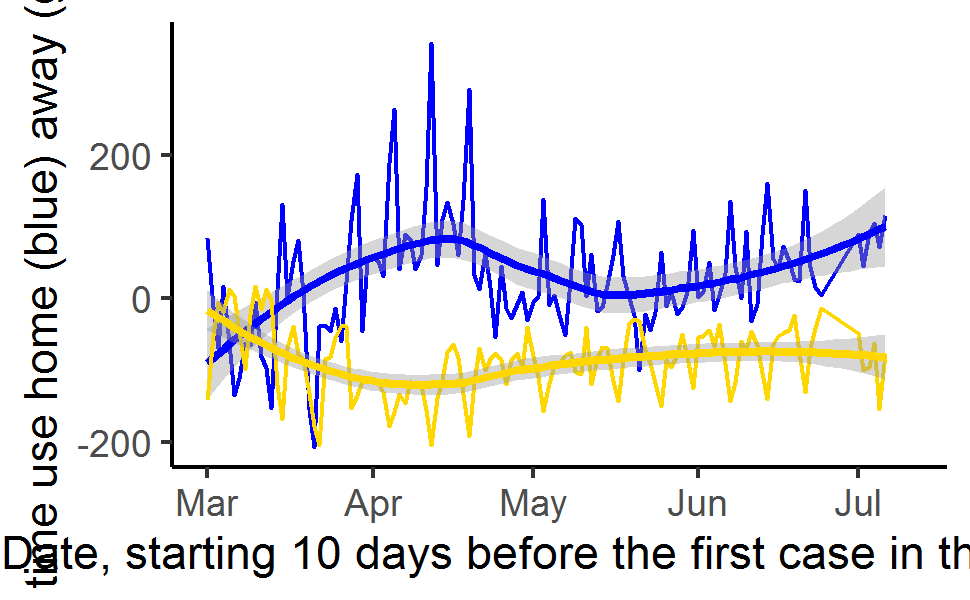 time use home (blue) away (
200
0
-200
Mar Apr May Jun Jul
Date, starting 10 days before the first case in th